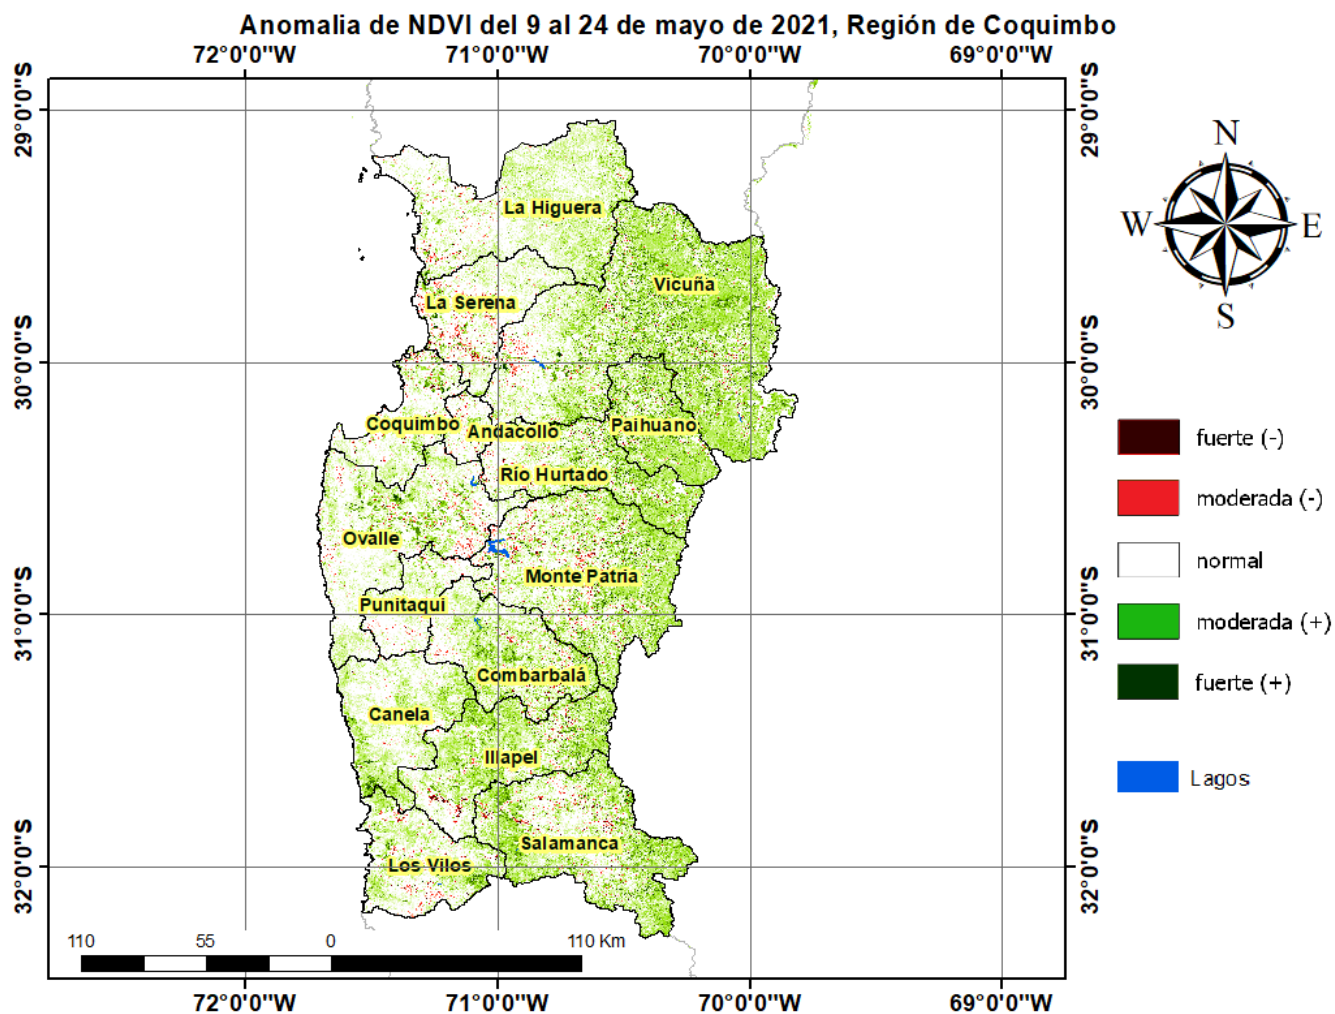 Anomalia de NDVI del 9 al 24 de mayo de 2021, Región de Coquimbo
72°0'0"W 71°0'0"W 70°0'0"W 69°0'0"W
29°0'0"S 29°0'0"S
30°0'0"S 30°0'0"S
31°0'0"S 31°0'0"S
32°0'0"S 32°0'0"S
La Higuera
Vicuña
La Serena
Coquimbo
Andacollo
Paihuano
Río Hurtado
Ovalle
Monte Patria
Punitaqui
Combarbalá
Canela
Illapel
Salamanca
Los Vilos
110 55 0 110 Km
72°0'0"W 71°0'0"W 70°0'0"W 69°0'0"W
N
W E
S
fuerte (-)
moderada (-)
normal
moderada (+)
fuerte (+)
Lagos